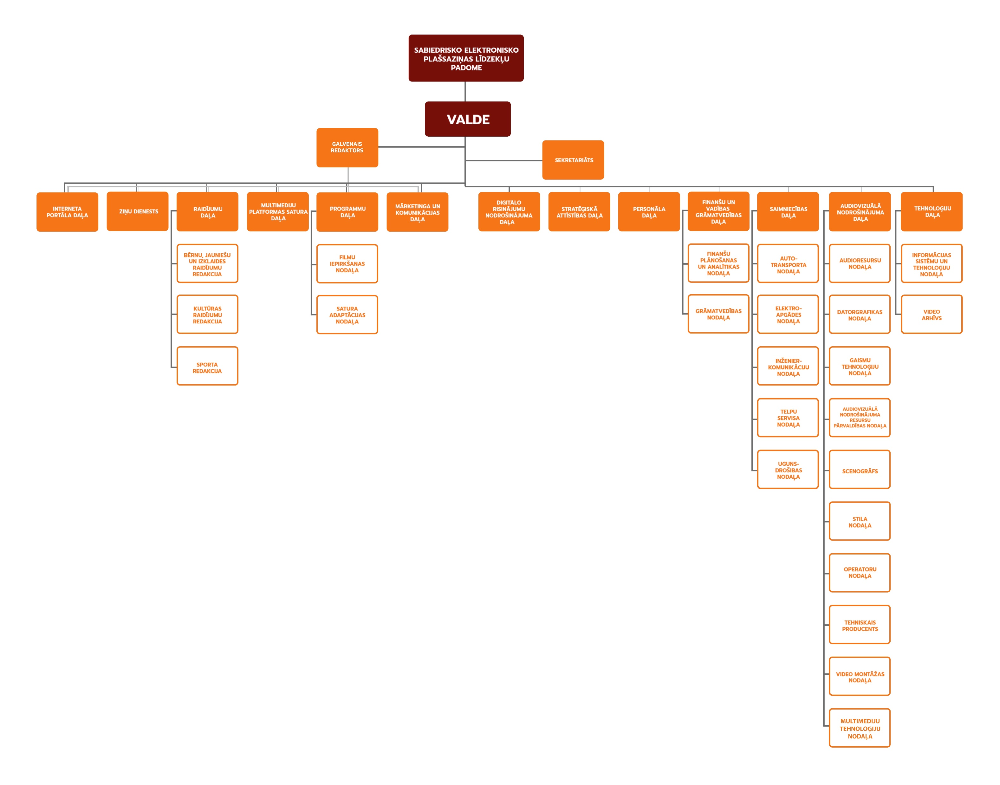 SABIEDRISKO ELEKTRONISKO
PLAŠSAZIŅAS LĪDZEKĻU
PADOME
VALDE
GALVENAIS
REDAKTORS
SEKRETARIĀTS
INTERNETA
PORTĀLA DAĻA
ZIŅU DIENESTS
RAIDĪJUMU
DAĻA
MULTIMEDIJU
PLATFORMAS SATURA
DAĻA
PROGRAMMU
DAĻA
MĀRKETINGA UN
KOMUNIKĀCIJAS
DAĻA
DIGITĀLO
RISINĀJUMU
NODROŠINĀJUMA
DAĻA
STRATĒĢISKĀ
ATTĪSTĪBAS DAĻA
PERSONĀLA
DAĻA
FINANŠU UN
VADĪBAS
GRĀMATVEDĪBAS
DAĻA
SAIMNIECĪBAS
DAĻA
AUDIOVIZUĀLĀ
NODROŠINĀJUMA
DAĻA
TEHNOLOĢIJU
DAĻA
BĒRNU, JAUNIEŠU
UN IZKLAIDES
RAIDĪJUMU
REDAKCIJA
KULTŪRAS
RAIDĪJUMU
REDAKCIJA
SPORTA
REDAKCIJA
FILMU
IEPIRKŠANAS
NODAĻA
SATURA
ADAPTĀCIJAS
NODAĻA
FINANŠU
PLĀNOŠANAS
UN ANALĪTIKAS
NODAĻA
GRĀMATVEDĪBAS
NODAĻA
AUTO-
TRANSPORTA
NODAĻA
ELEKTRO-
APGĀDES
NODAĻA
INŽENIER-
KOMUNIKĀCIJU
NODAĻA
TELPU
SERVISA
NODAĻA
UGUNS-
DROŠIBAS
NODAĻA
AUDIORESURSU
NODAĻA
DATORGRAFIKAS
NODAĻA
GAISMU
TEHNOLOĢIJU
NODAĻA
AUDIOVIZUĀLĀ
NODROŠINĀJUMA
RESURSU
PĀRVALDĪBAS NODAĻA
SCENOGRĀFS
STILA
NODAĻA
OPERATORU
NODAĻA
TEHNISKAIS
PRODUCENTS
VIDEO MONTĀŽAS
NODAĻA
MULTIMEDIJU
TEHNOLOĢIJU
NODAĻA
INFORMĀCIJAS
SISTĒMU UN
TEHNOLOĢIJU
NODAĻA
VIDEO
ARHĪVS